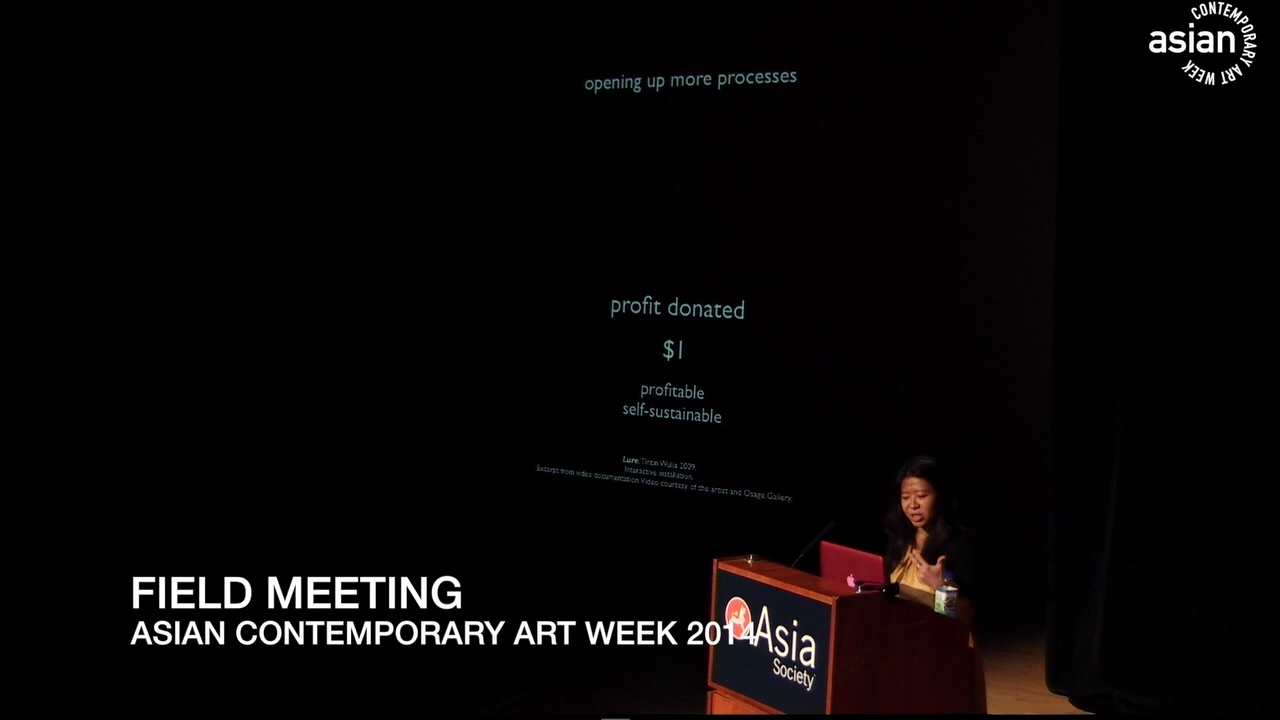 CONTEMPORARY
asian
ART WEEK
opening up more processes
profit donated
$1
profitable
self-sustainable
Lure. Tintin Wulia 2009.
Interactive installation.
Excerpt from video documentation. Video courtesy of the artist and Osage Gallery.
FIELD MEETING
ASIAN CONTEMPORARY ART WEEK 2014
Asia
Society